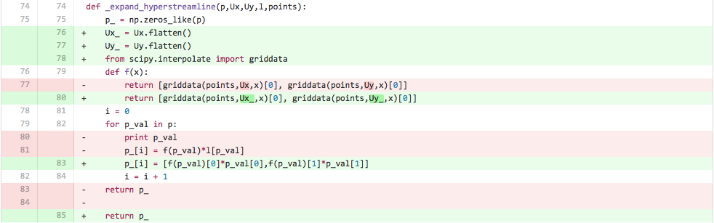 74 74 def _expand_hyperstreamline(p,Ux,Uy,l,points):
75 75 p_ = np.zeros_like(p)
76 + Ux_ = Ux.flatten()
77 + Uy_ = Uy.flatten()
78 + from scipy.interpolate import griddata
76 79 def f(x):
77 - return [griddata(points,Ux,x)[0], griddata(points,Uy,x)[0]]
80 + return [griddata(points,Ux_,x)[0], griddata(points,Uy_,x)[0]]
78 81 i = 0
79 82 for p_val in p:
80 - print p_val
81 - p_[i] = f(p_val)*l[p_val]
83 + p_[i] = [f(p_val)[0]*p_val[0],f(p_val)[1]*p_val[1]]
82 84 i = i + 1
83 - return p_
84 -
85 + return p_